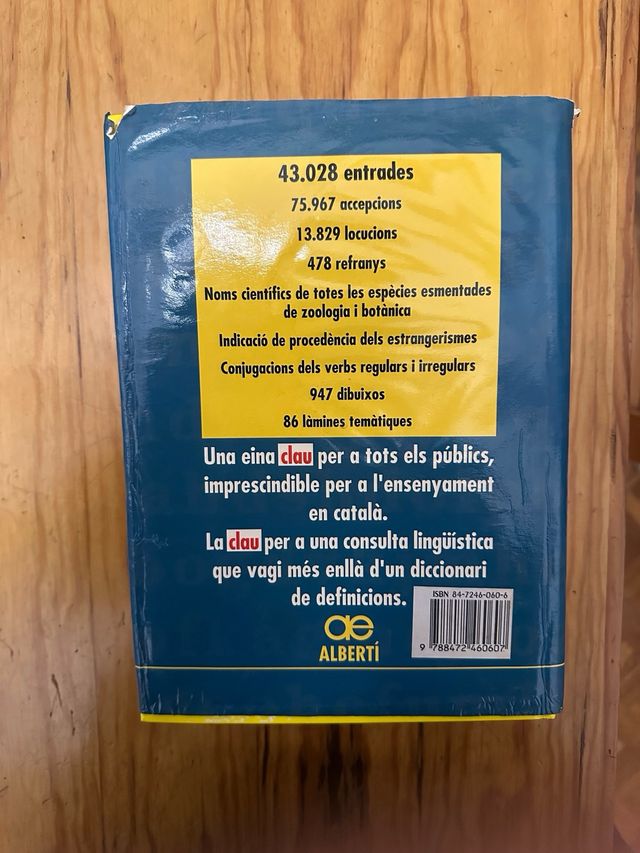 43.028 entrades
75.967 accepcions
13.829 locucions
478 refranys
Noms científics de totes les espècies esmentades
de zoologia i botànica
Indicació de procedència dels estrangerismes
Conjugacions dels verbs regulars i irregulars
947 dibuixos
86 làmines temàtiques
Una eina clau per a tots els públics,
imprescindible per a l'ensenyament
en català.
La clau per a una consulta lingüística
que vagi més enllà d'un diccionari
de definicions.
ISBN 84-7246-060-6
9 788472 460607
ae
ALBERTÍ